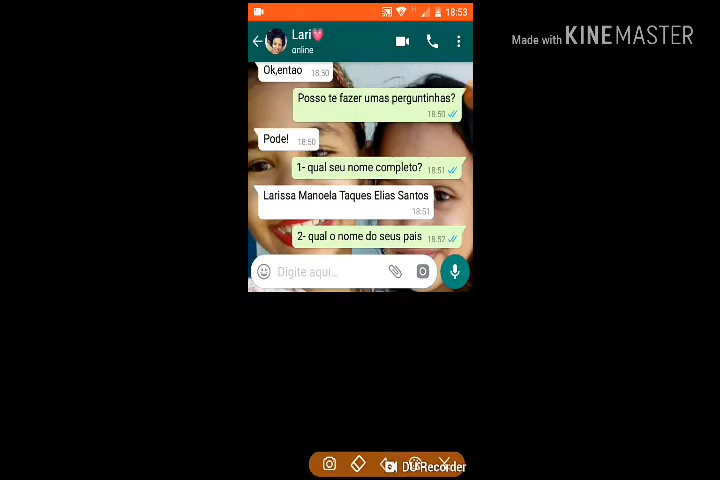 18:53
Made with KINEMASTER
Lari
online
Ok,entao 18:50
Posso te fazer umas perguntinhas?
18:50
Pode! 18:50
1- qual seu nome completo? 18:51
Larissa Manoela Taques Elias Santos
18:51
2- qual o nome do seus pais 18:52
Digite aqui...
DU Recorder